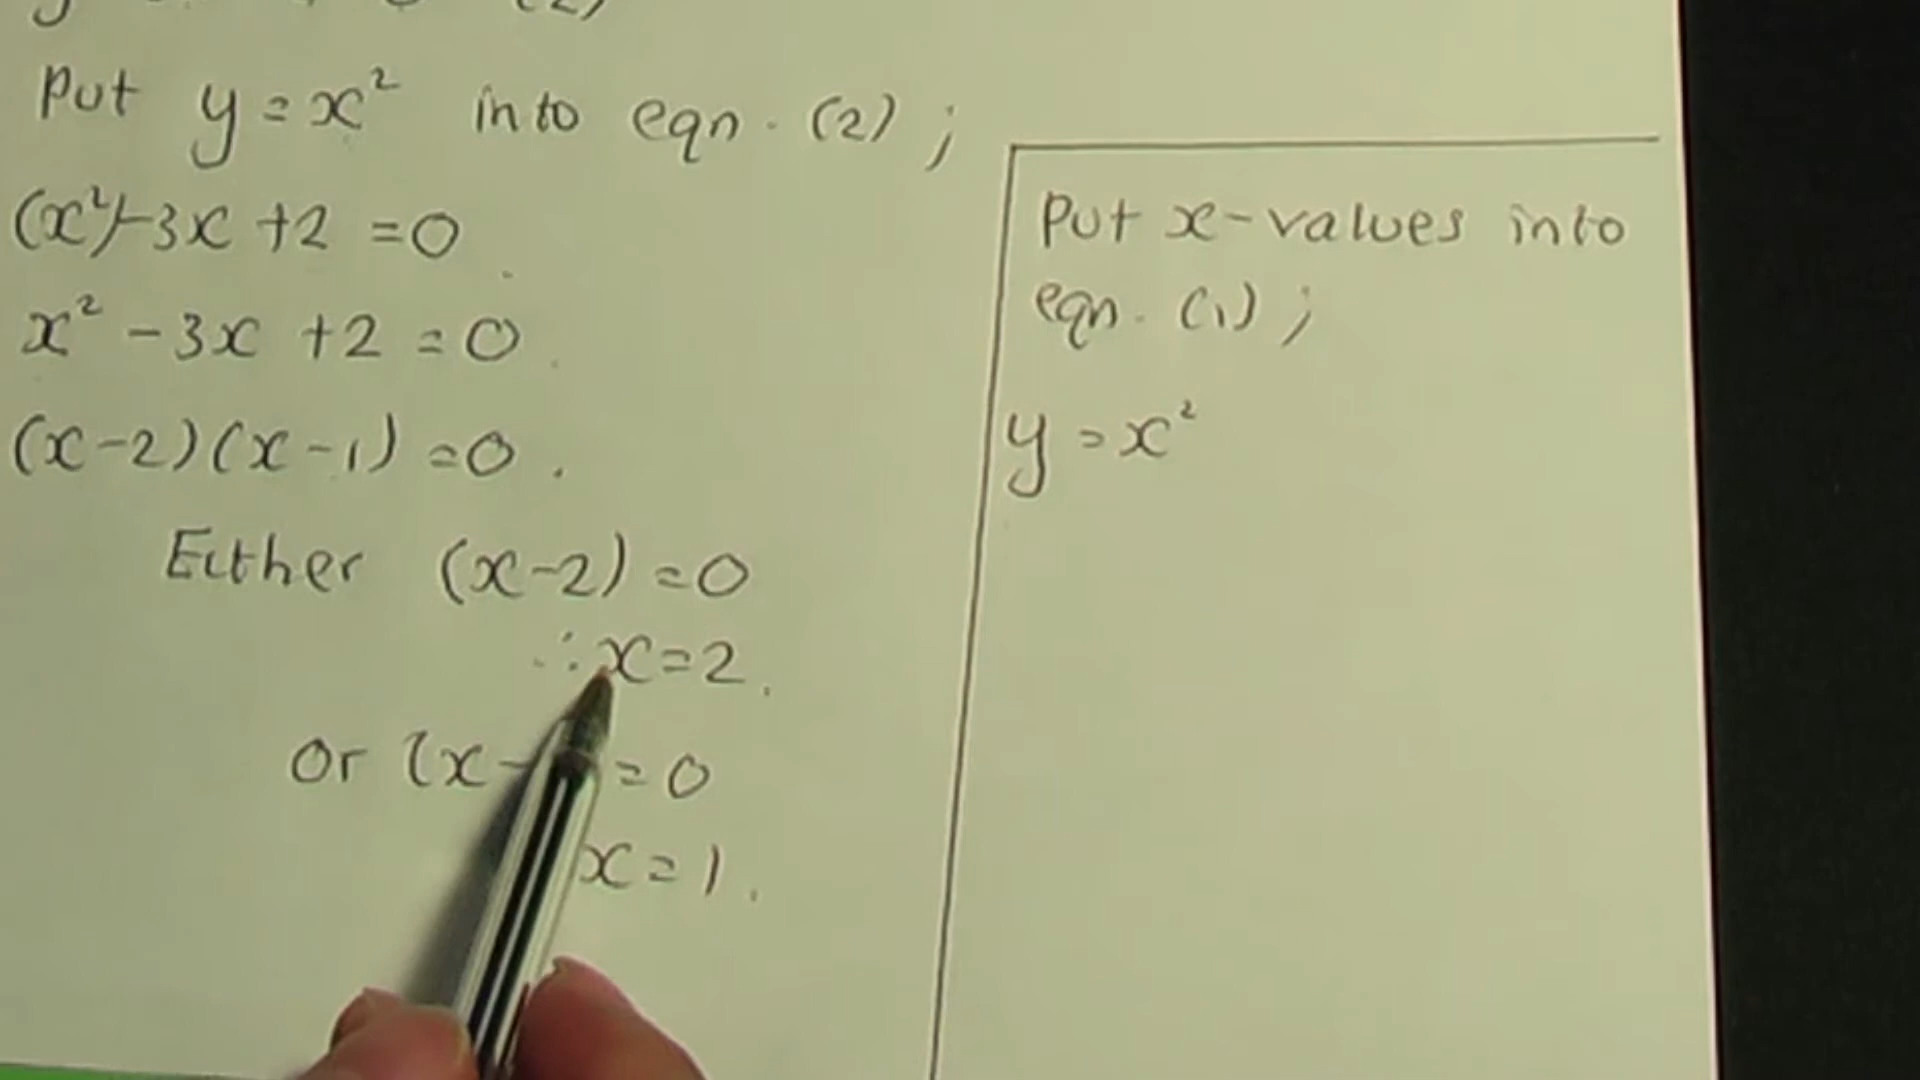 Put y = x² into eqn. (2) ;
(x²)-3x +2 = 0
x² - 3x +2 = 0
(x-2)(x-1) = 0.
Either (x-2) = 0
∴ x = 2.
or (x- = 0
x = 1.
Put x-values into
eqn. (1) ;
y = x²